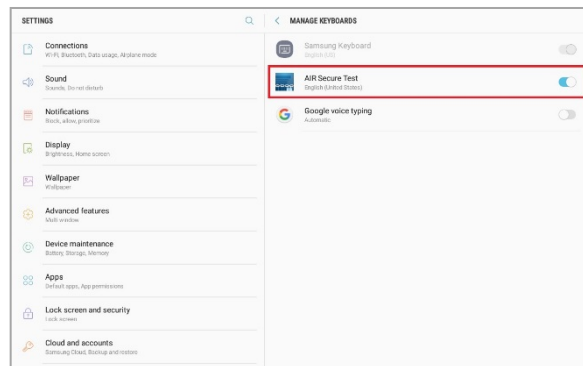 SETTINGS
Connections
Wi-Fi, Bluetooth, Data usage, Airplane mode
Sound
Sounds, Do not disturb
Notifications
Block, allow, prioritize
Display
Brightness, Home screen
Wallpaper
Wallpaper
Advanced features
Multi window
Device maintenance
Battery, Storage, Memory
Apps
Default apps, App permissions
Lock screen and security
Lock screen
Cloud and accounts
Samsung Cloud, Backup and restore
MANAGE KEYBOARDS
Samsung Keyboard
English (US)
AIR Secure Test
English (United States)
Google voice typing
Automatic